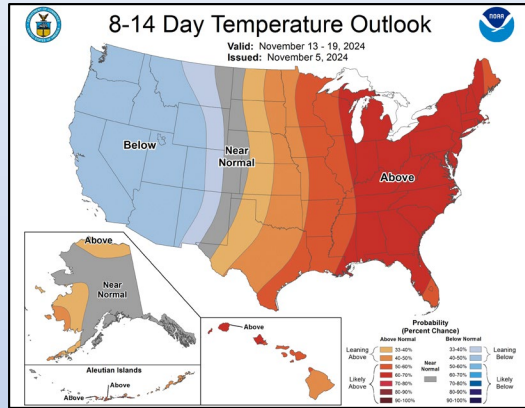 8-14 Day Temperature Outlook
Valid: November 13 - 19, 2024
Issued: November 5, 2024
NOAA
Below
Near
Normal
Above
Above
Near
Normal
Aleutian Islands
Above
Above
Above
Probability
(Percent Chance)
Above Normal Below Normal
Leaning
Above
33-40%
40-50%
Likely
Above
50-60%
60-70%
70-80%
80-90%
90-100%
Near
Normal
33-40%
40-50%
Leaning
Below
50-60%
60-70%
70-80%
80-90%
90-100%
Likely
Below